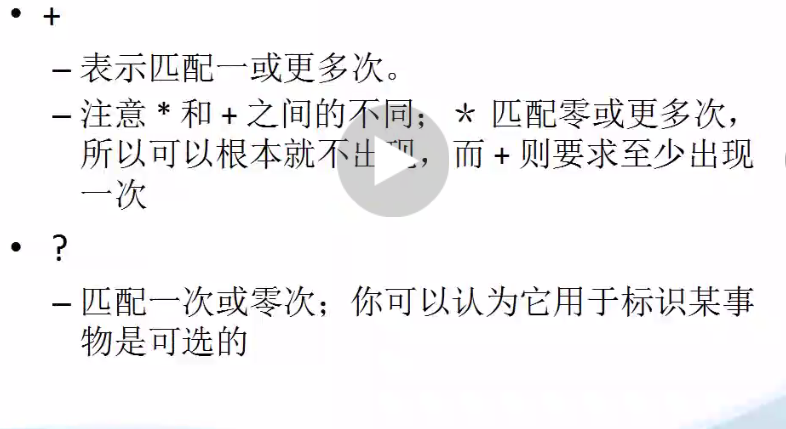 • +
– 表示匹配一或更多次。
– 注意 * 和 + 之间的不同；＊ 匹配零或更多次，
所以可以根本就不出现，而 + 则要求至少出现
一次
• ?
– 匹配一次或零次；你可以认为它用于标识某事
物是可选的